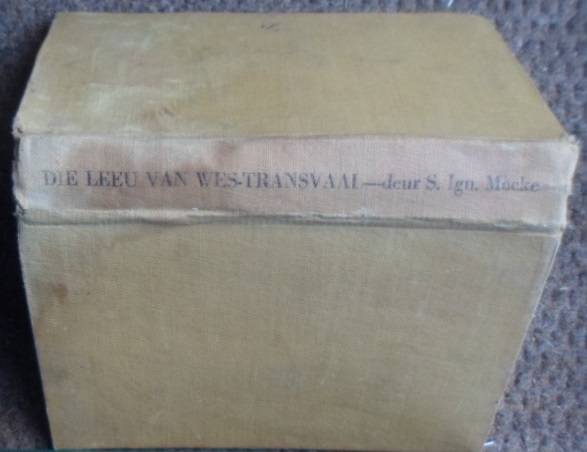 DIE LEEU VAN WES-TRANSVAAL—deur S. Ign. Mocke